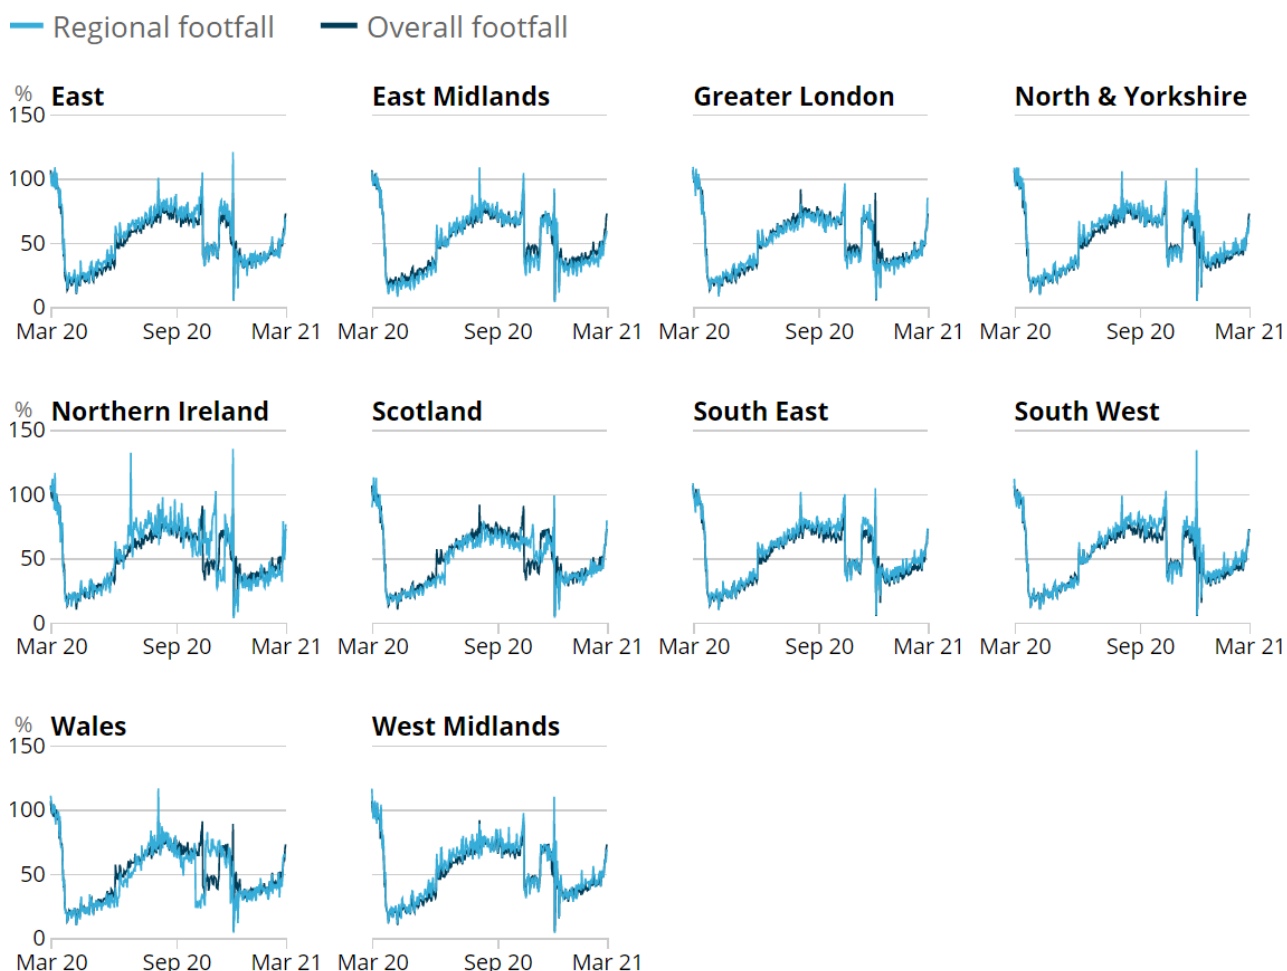 Regional footfall Overall footfall
% East East Midlands Greater London North & Yorkshire
150
100
50
0
Mar 20 Sep 20 Mar 21 Mar 20 Sep 20 Mar 21 Mar 20 Sep 20 Mar 21 Mar 20 Sep 20 Mar 21
% Northern Ireland Scotland South East South West
150
100
50
0
Mar 20 Sep 20 Mar 21 Mar 20 Sep 20 Mar 21 Mar 20 Sep 20 Mar 21 Mar 20 Sep 20 Mar 21
% Wales West Midlands
150
100
50
0
Mar 20 Sep 20 Mar 21 Mar 20 Sep 20 Mar 21